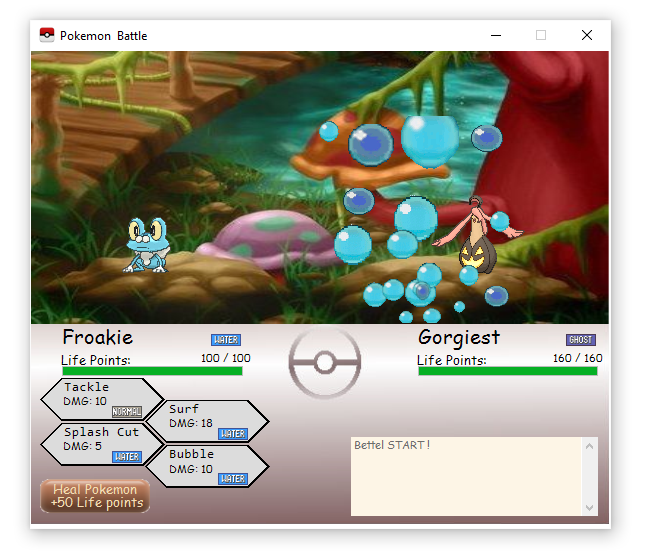 Pokemon Battle
Froakie
WATER
Life Points:
100 / 100
Gorgiest
GHOST
Life Points:
160 / 160
Tackle
DMG: 10
NORMAL
Surf
DMG: 18
WATER
Splash Cut
DMG: 5
WATER
Bubble
DMG: 10
WATER
Heal Pokemon
+50 Life points
Bettel START !